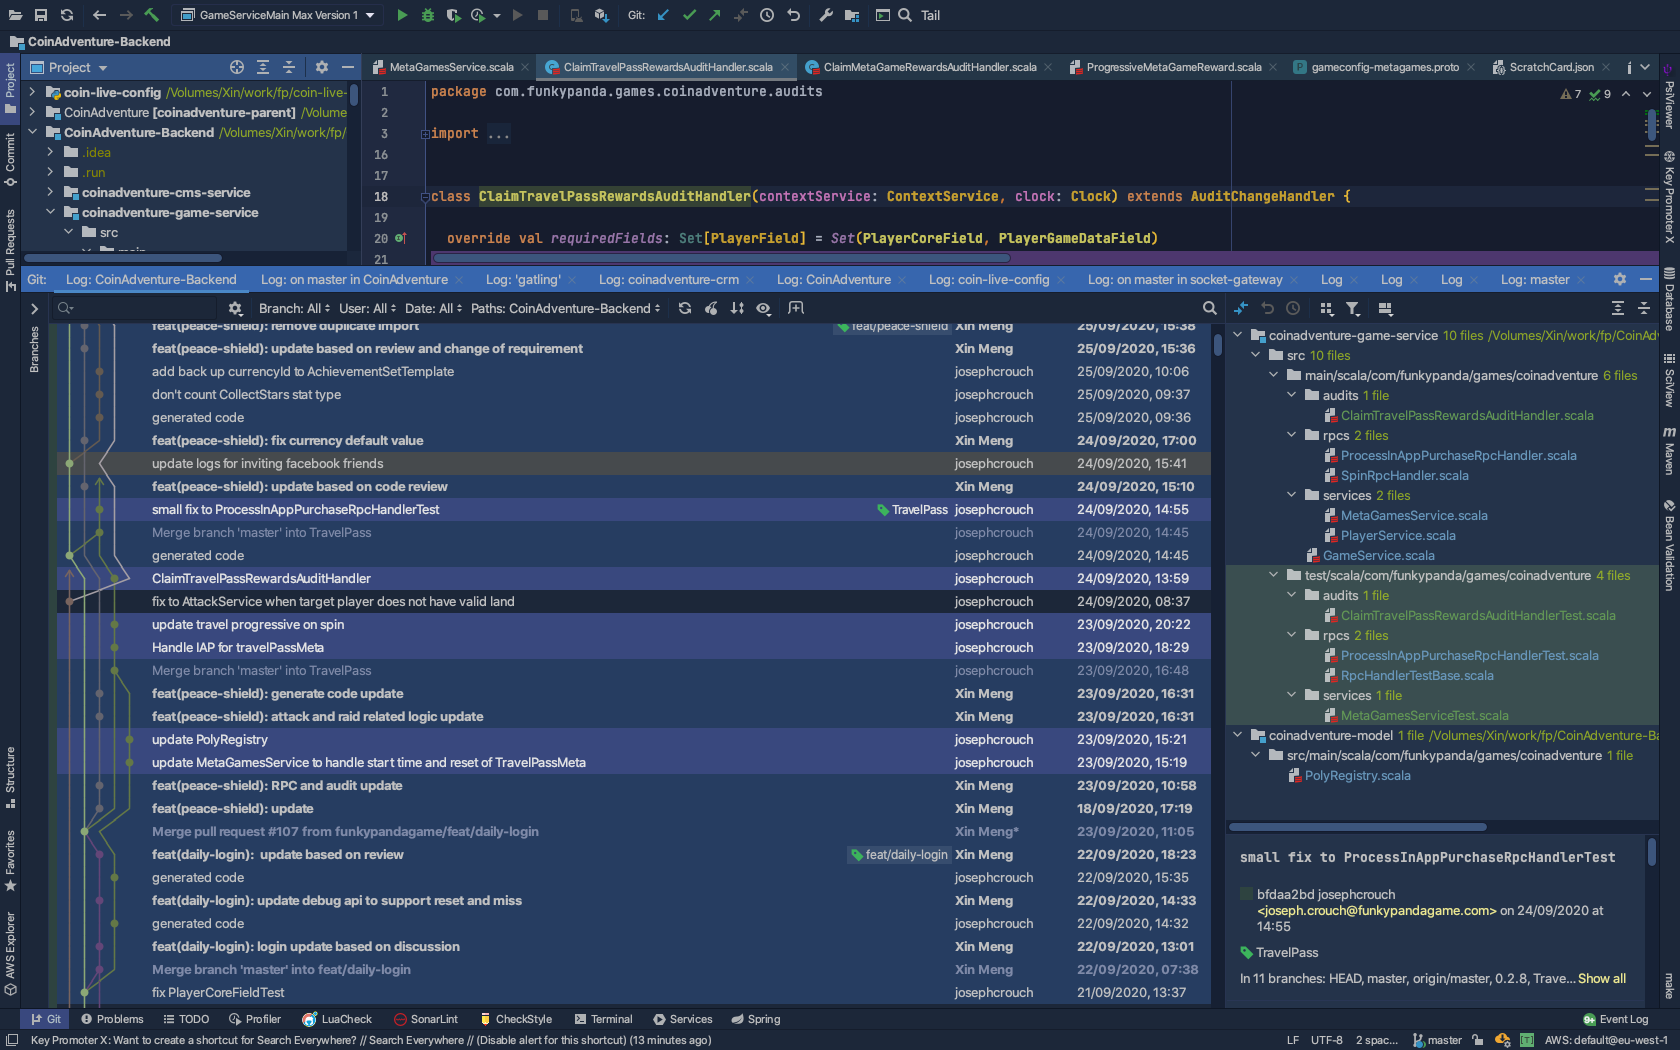 GameServiceMain Max Version 1
Git:
Tail
CoinAdventure-Backend
Project
MetaGamesService.scala
ClaimTravelPassRewardsAuditHandler.scala
ClaimMetaGameRewardsAuditHandler.scala
ProgressiveMetaGameReward.scala
gameconfig-metagames.proto
ScratchCard.json
coin-live-config /Volumes/Xin/work/fp/coin-live-
CoinAdventure [coinadventure-parent] /Volume
CoinAdventure-Backend /Volumes/Xin/work/fp/
.idea
.run
coinadventure-cms-service
coinadventure-game-service
src
main
1 package com.funkypanda.games.coinadventure.audits
2
3 import ...
16
17
18 class ClaimTravelPassRewardsAuditHandler(contextService: ContextService, clock: Clock) extends AuditChangeHandler {
19
20 override val requiredFields: Set[PlayerField] = Set(PlayerCoreField, PlayerGameDataField)
21
7 9
Project
Commit
Pull Requests
Structure
Favorites
AWS Explorer
PsiViewer
Key Promoter X
Database
SciView
Maven
Bean Validation
make
Git: Log: CoinAdventure-Backend Log: on master in CoinAdventure Log: 'gatling' Log: coinadventure-crm Log: CoinAdventure Log: coin-live-config Log: on master in socket-gateway Log Log Log Log: master
Branches
Branch: All User: All Date: All Paths: CoinAdventure-Backend
feat(peace-shield): remove duplicate import feat/peace-shield Xin Meng 25/09/2020, 15:38
feat(peace-shield): update based on review and change of requirement Xin Meng 25/09/2020, 15:36
add back up currencyId to AchievementSetTemplate josephcrouch 25/09/2020, 10:06
don't count CollectStars stat type josephcrouch 25/09/2020, 09:37
generated code josephcrouch 25/09/2020, 09:36
feat(peace-shield): fix currency default value Xin Meng 24/09/2020, 17:00
update logs for inviting facebook friends josephcrouch 24/09/2020, 15:41
feat(peace-shield): update based on code review Xin Meng 24/09/2020, 15:10
small fix to ProcessInAppPurchaseRpcHandlerTest TravelPass josephcrouch 24/09/2020, 14:55
Merge branch 'master' into TravelPass josephcrouch 24/09/2020, 14:45
generated code josephcrouch 24/09/2020, 14:45
ClaimTravelPassRewardsAuditHandler josephcrouch 24/09/2020, 13:59
fix to AttackService when target player does not have valid land josephcrouch 24/09/2020, 08:37
update travel progressive on spin josephcrouch 23/09/2020, 20:22
Handle IAP for travelPassMeta josephcrouch 23/09/2020, 18:29
Merge branch 'master' into TravelPass josephcrouch 23/09/2020, 16:48
feat(peace-shield): generate code update Xin Meng 23/09/2020, 16:31
feat(peace-shield): attack and raid related logic update Xin Meng 23/09/2020, 16:31
update PolyRegistry josephcrouch 23/09/2020, 15:21
update MetaGamesService to handle start time and reset of TravelPassMeta josephcrouch 23/09/2020, 15:19
feat(peace-shield): RPC and audit update Xin Meng 23/09/2020, 10:58
feat(peace-shield): update Xin Meng 18/09/2020, 17:19
Merge pull request #107 from funkypandagame/feat/daily-login Xin Meng* 23/09/2020, 11:05
feat(daily-login): update based on review feat/daily-login Xin Meng 22/09/2020, 18:23
generated code josephcrouch 22/09/2020, 15:35
feat(daily-login): update debug api to support reset and miss Xin Meng 22/09/2020, 14:33
generated code josephcrouch 22/09/2020, 14:32
feat(daily-login): login update based on discussion Xin Meng 22/09/2020, 13:01
Merge branch 'master' into feat/daily-login Xin Meng 22/09/2020, 07:38
fix PlayerCoreFieldTest josephcrouch 21/09/2020, 13:37
coinadventure-game-service 10 files /Volumes/Xin/work/fp/CoinAd
src 10 files
main/scala/com/funkypanda/games/coinadventure 6 files
audits 1 file
ClaimTravelPassRewardsAuditHandler.scala
rpcs 2 files
ProcessInAppPurchaseRpcHandler.scala
SpinRpcHandler.scala
services 2 files
MetaGamesService.scala
PlayerService.scala
GameService.scala
test/scala/com/funkypanda/games/coinadventure 4 files
audits 1 file
ClaimTravelPassRewardsAuditHandlerTest.scala
rpcs 2 files
ProcessInAppPurchaseRpcHandlerTest.scala
RpcHandlerTestBase.scala
services 1 file
MetaGamesServiceTest.scala
coinadventure-model 1 file /Volumes/Xin/work/fp/CoinAdventure-Ba
src/main/scala/com/funkypanda/games/coinadventure 1 file
PolyRegistry.scala
small fix to ProcessInAppPurchaseRpcHandlerTest
bfdaa2bd josephcrouch
<joseph.crouch@funkypandagame.com> on 24/09/2020 at
14:55
TravelPass
In 11 branches: HEAD, master, origin/master, 0.2.8, Trave... Show all
Git Problems TODO Profiler LuaCheck SonarLint CheckStyle Terminal Services Spring 9+ Event Log
Key Promoter X: Want to create a shortcut for Search Everywhere? // Search Everywhere // (Disable alert for this shortcut) (13 minutes ago) LF UTF-8 2 spac... master AWS: default@eu-west-1